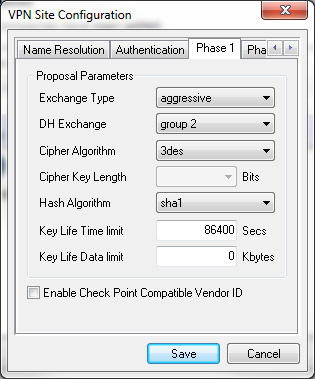 VPN Site Configuration
Name Resolution Authentication Phase 1 Pha
Proposal Parameters
Exchange Type aggressive
DH Exchange group 2
Cipher Algorithm 3des
Cipher Key Length Bits
Hash Algorithm sha1
Key Life Time limit 86400 Secs
Key Life Data limit 0 Kbytes
Enable Check Point Compatible Vendor ID
Save Cancel